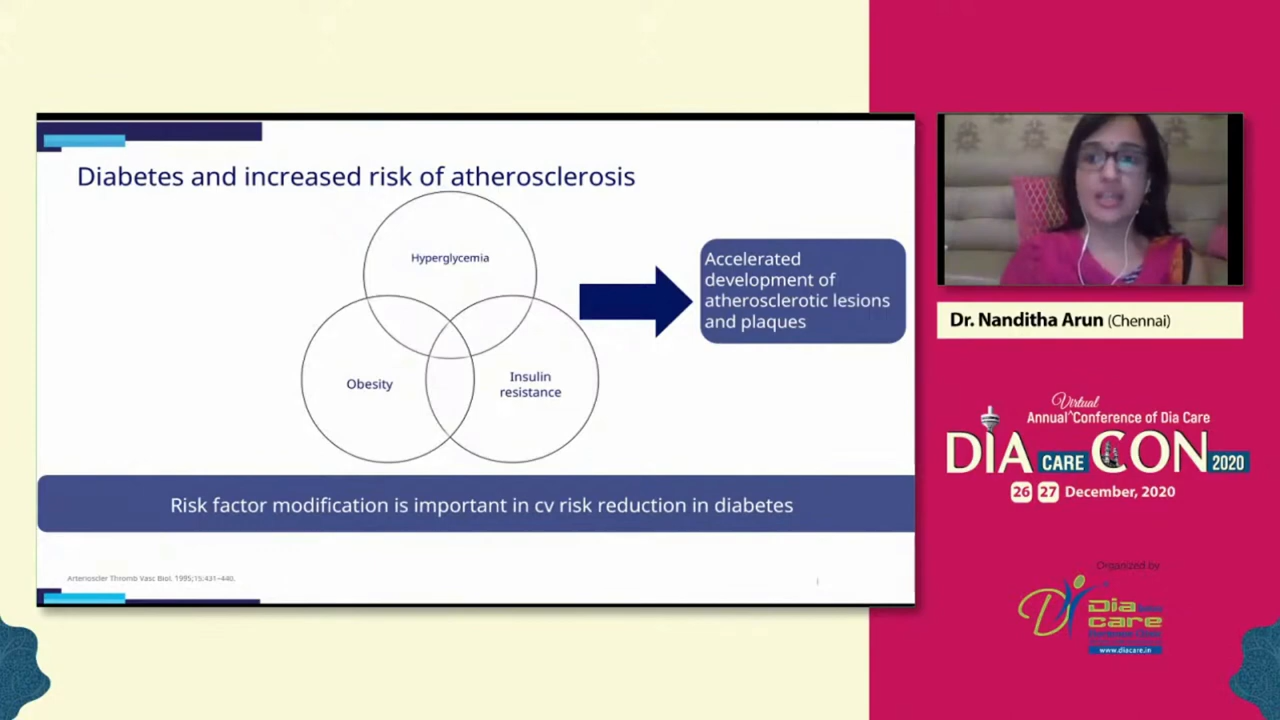 Diabetes and increased risk of atherosclerosis
Hyperglycemia
Obesity
Insulin
resistance
Accelerated
development of
atherosclerotic lesions
and plaques
Risk factor modification is important in cv risk reduction in diabetes
Arterioscler Thromb Vasc Biol. 1995;15:431–440.
Dr. Nanditha Arun (Chennai)
Virtual
Annual^Conference of Dia Care
DIA CARE CON 2020
26 27 December, 2020
Organized by
Dia
care
www.diacare.in